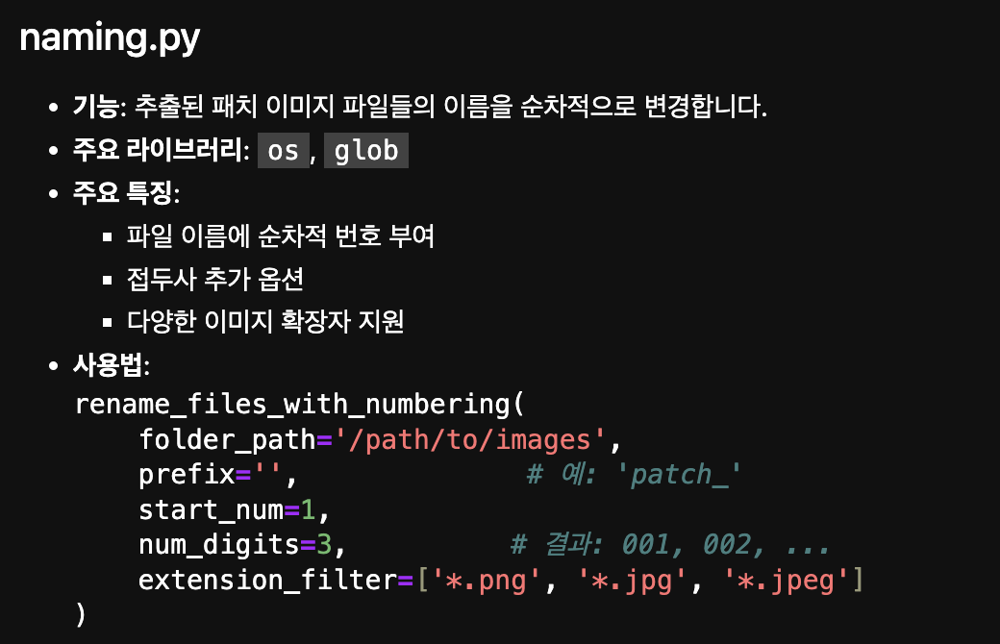 naming.py
기능: 추출된 패치 이미지 파일들의 이름을 순차적으로 변경합니다.
주요 라이브러리: os, glob
주요 특징:
파일 이름에 순차적 번호 부여
접두사 추가 옵션
다양한 이미지 확장자 지원
사용법:
rename_files_with_numbering(
    folder_path='/path/to/images',
    prefix='',              # 예: 'patch_'
    start_num=1,
    num_digits=3,          # 결과: 001, 002, ...
    extension_filter=['*.png', '*.jpg', '*.jpeg']
)